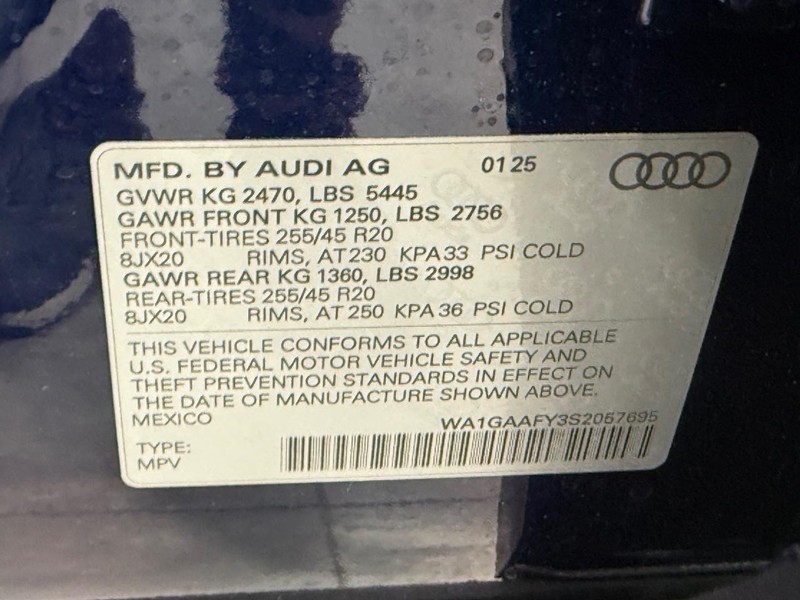 MFD. BY AUDI AG 01 25
GVWR KG 2470, LBS 5445
GAWR FRONT KG 1250, LBS 2756
FRONT-TIRES 255/45 R20
8JX20 RIMS, AT 230 KPA 33 PSI COLD
GAWR REAR KG 1360, LBS 2998
REAR-TIRES 255/45 R20
8JX20 RIMS, AT 250 KPA 36 PSI COLD
THIS VEHICLE CONFORMS TO ALL APPLICABLE
U.S. FEDERAL MOTOR VEHICLE SAFETY AND
THEFT PREVENTION STANDARDS IN EFFECT ON
THE DATE OF MANUFACTURE SHOWN ABOVE.
MEXICO WA1GAAFY3S2057695
TYPE:
MPV